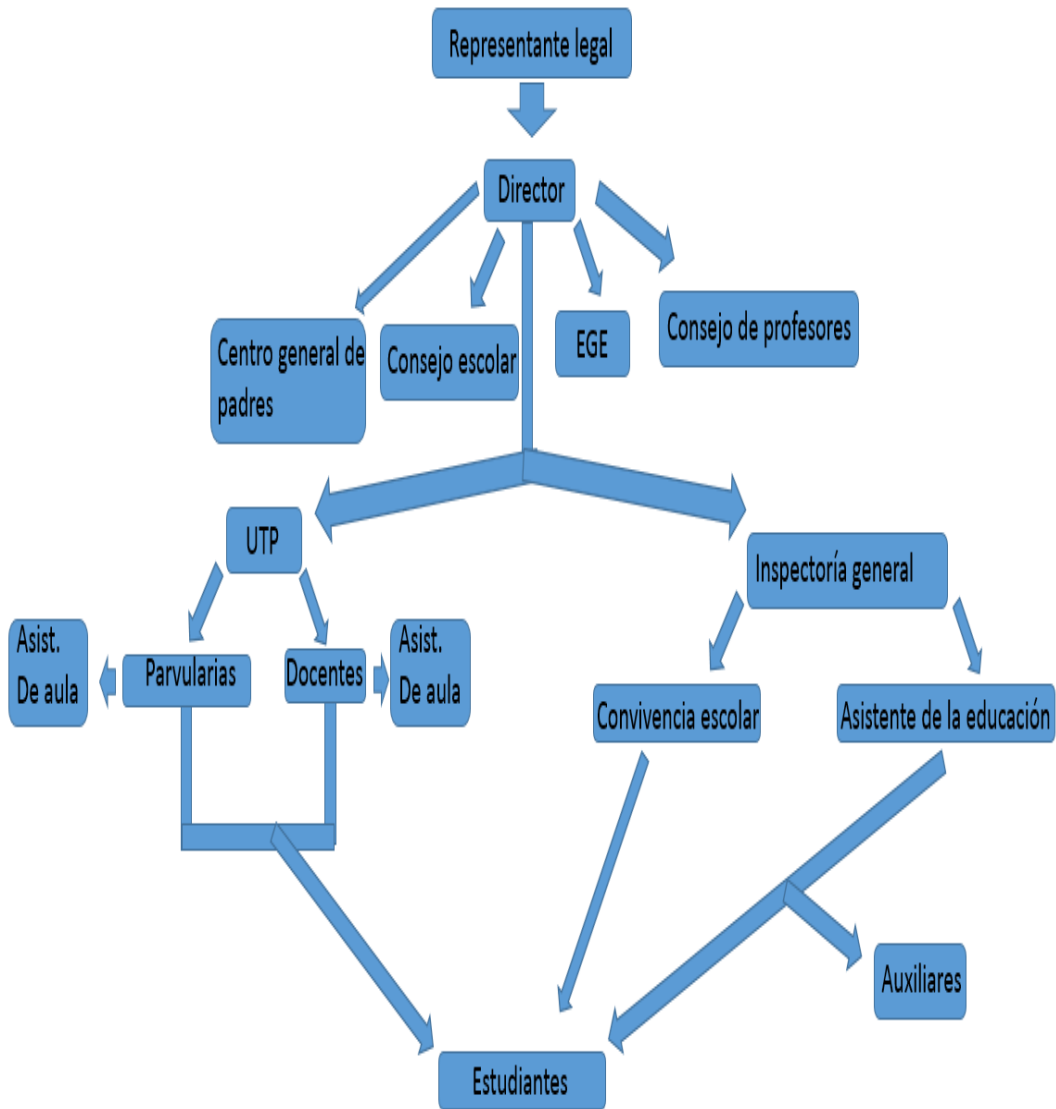 Representante legal
Director
Centro general de
padres
Consejo escolar
EGE
Consejo de profesores
UTP
Inspectoría general
Asist.
De aula
Parvularias
Docentes
Asist.
De aula
Convivencia escolar
Asistente de la educación
Auxiliares
Estudiantes